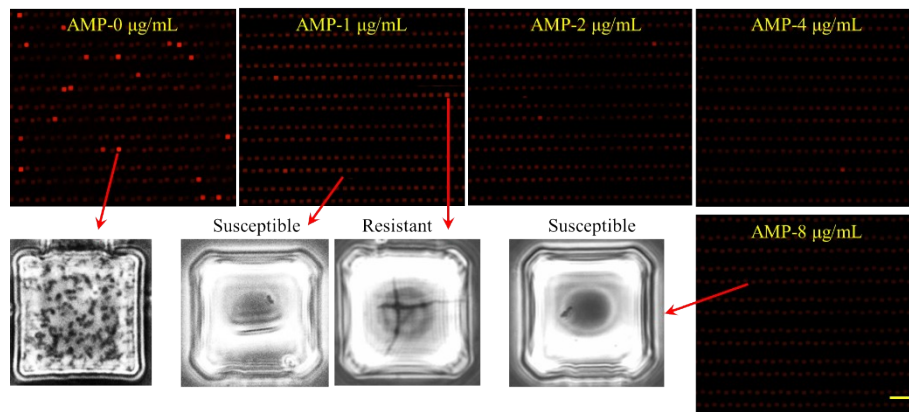 AMP-0 μg/mL
AMP-1 μg/mL
AMP-2 μg/mL
AMP-4 μg/mL
Susceptible
Resistant
Susceptible
AMP-8 μg/mL